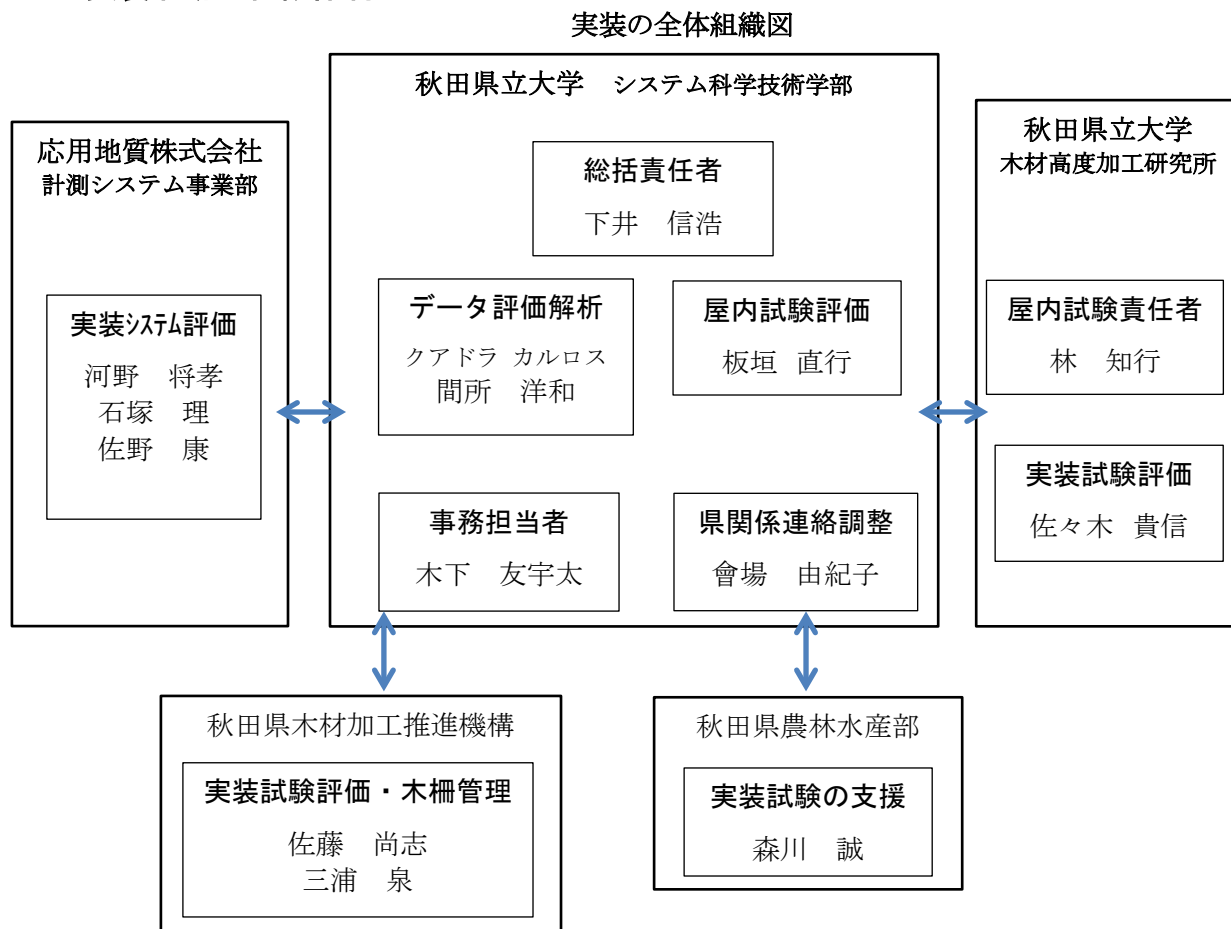 実装の全体組織図
秋田県立大学 システム科学技術学部
総括責任者
下井 信浩
データ評価解析
クアドラ カルロス
間所 洋和
屋内試験評価
板垣 直行
事務担当者
木下 友宇太
県関係連絡調整
會場 由紀子
応用地質株式会社
計測システム事業部
実装ｼｽﾃﾑ評価
河野 将孝
石塚 理
佐野 康
秋田県立大学
木材高度加工研究所
屋内試験責任者
林 知行
実装試験評価
佐々木 貴信
秋田県木材加工推進機構
実装試験評価・木柵管理
佐藤 尚志
三浦 泉
秋田県農林水産部
実装試験の支援
森川 誠